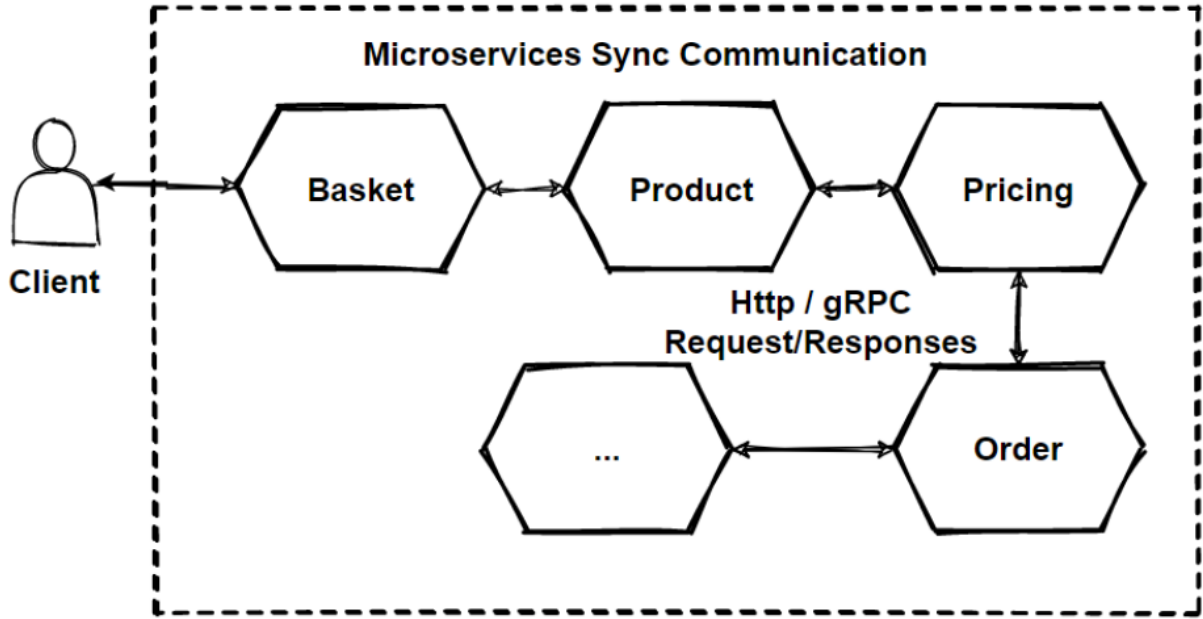 Microservices Sync Communication
Basket
Product
Pricing
Client
Http / gRPC
Request/Responses
...
Order